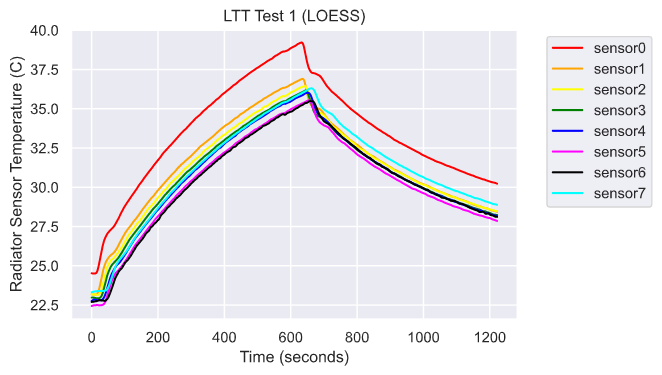 LTT Test 1 (LOESS)
Radiator Sensor Temperature (C)
40.0
37.5
35.0
32.5
30.0
27.5
25.0
22.5
0 200 400 600 800 1000 1200
Time (seconds)
sensor0
sensor1
sensor2
sensor3
sensor4
sensor5
sensor6
sensor7